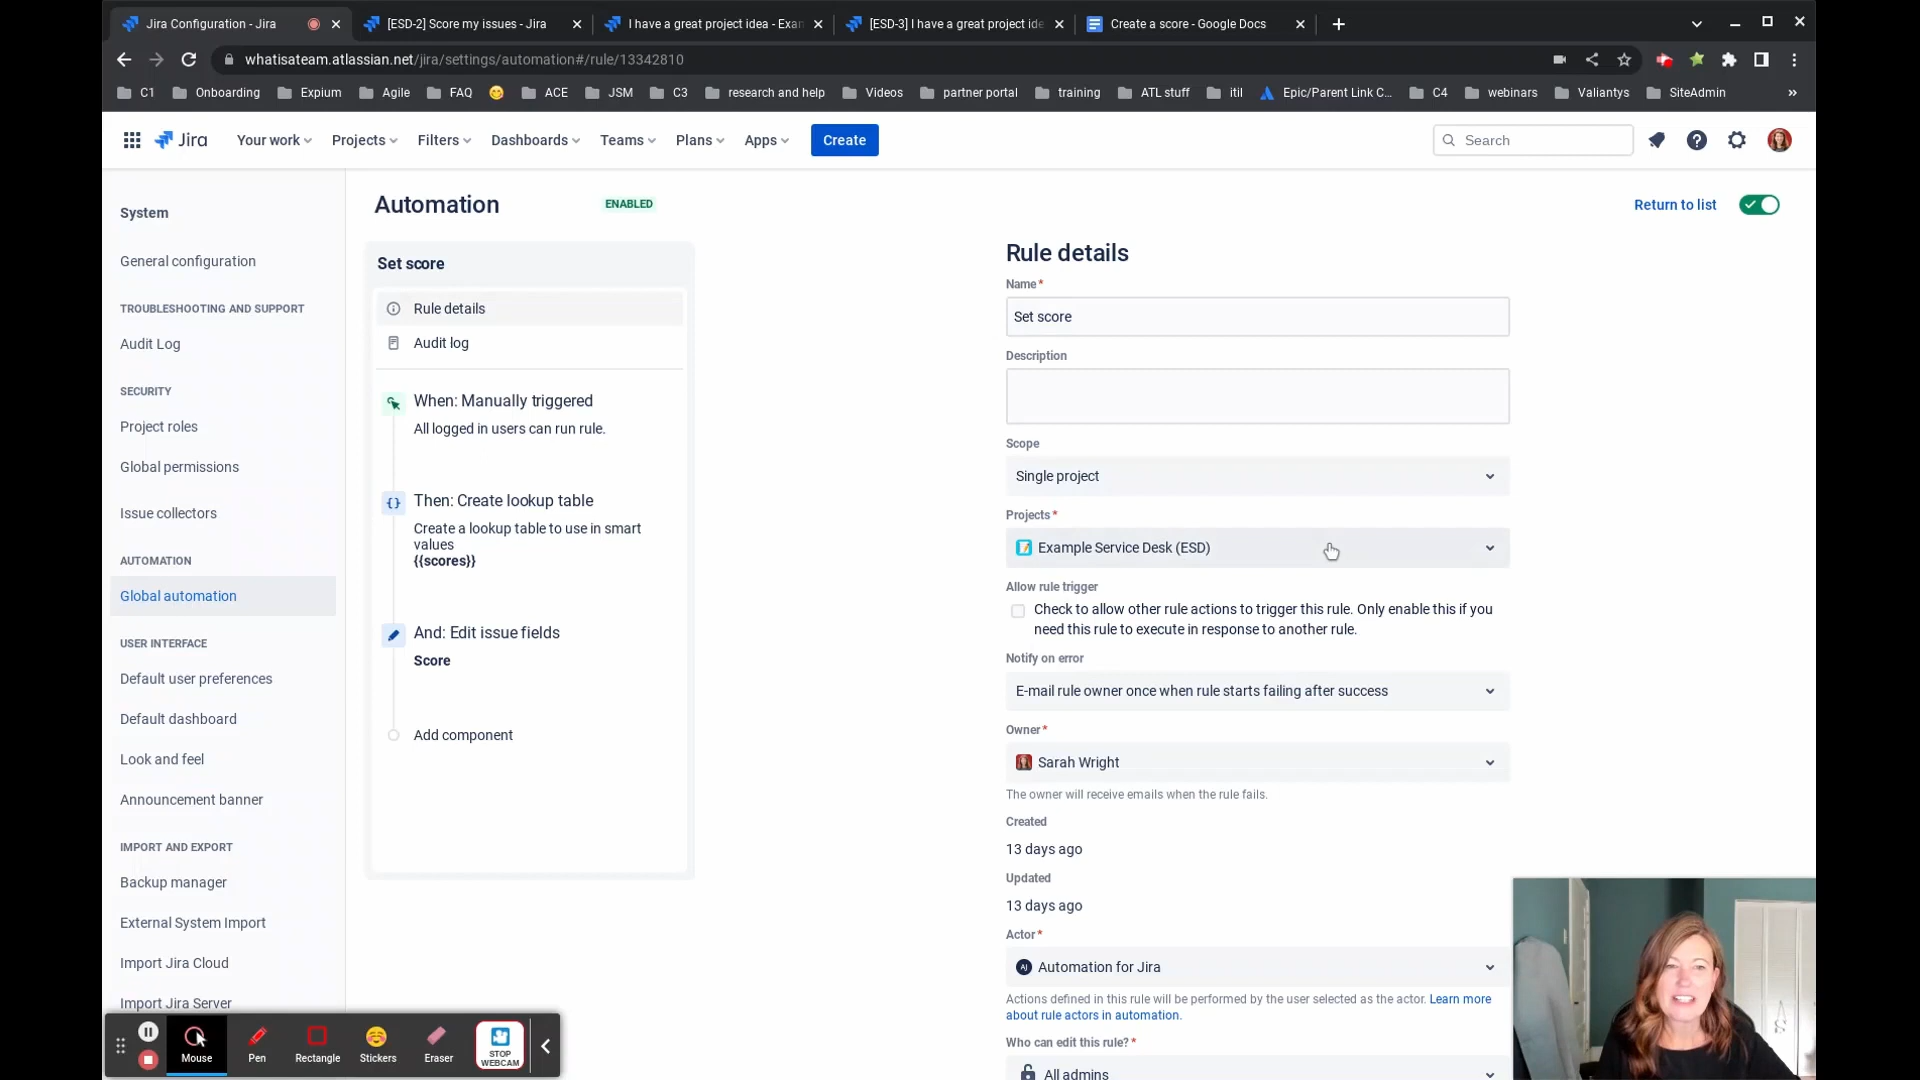 Jira Configuration - Jira
[ESD-2] Score my issues - Jira
I have a great project idea - Exam
[ESD-3] I have a great project ide
Create a score - Google Docs
whatisateam.atlassian.net/jira/settings/automation#/rule/13342810
C1
Onboarding
Expium
Agile
FAQ
ACE
JSM
C3
research and help
Videos
partner portal
training
ATL stuff
itil
Epic/Parent Link C...
C4
webinars
Valiantys
SiteAdmin
»
Jira
Your work
Projects
Filters
Dashboards
Teams
Plans
Apps
Create
Search
System
General configuration
TROUBLESHOOTING AND SUPPORT
Audit Log
SECURITY
Project roles
Global permissions
Issue collectors
AUTOMATION
Global automation
USER INTERFACE
Default user preferences
Default dashboard
Look and feel
Announcement banner
IMPORT AND EXPORT
Backup manager
External System Import
Import Jira Cloud
Import Jira Server
Automation
ENABLED
Return to list
Set score
Rule details
Audit log
When: Manually triggered
All logged in users can run rule.
Then: Create lookup table
Create a lookup table to use in smart
values
{{scores}}
And: Edit issue fields
Score
Add component
Rule details
Name*
Set score
Description
Scope
Single project
Projects*
Example Service Desk (ESD)
Allow rule trigger
Check to allow other rule actions to trigger this rule. Only enable this if you
need this rule to execute in response to another rule.
Notify on error
E-mail rule owner once when rule starts failing after success
Owner*
Sarah Wright
The owner will receive emails when the rule fails.
Created
13 days ago
Updated
13 days ago
Actor*
Automation for Jira
Actions defined in this rule will be performed by the user selected as the actor. Learn more
about rule actors in automation.
Who can edit this rule?*
All admins
Mouse
Pen
Rectangle
Stickers
Eraser
STOP
WEBCAM